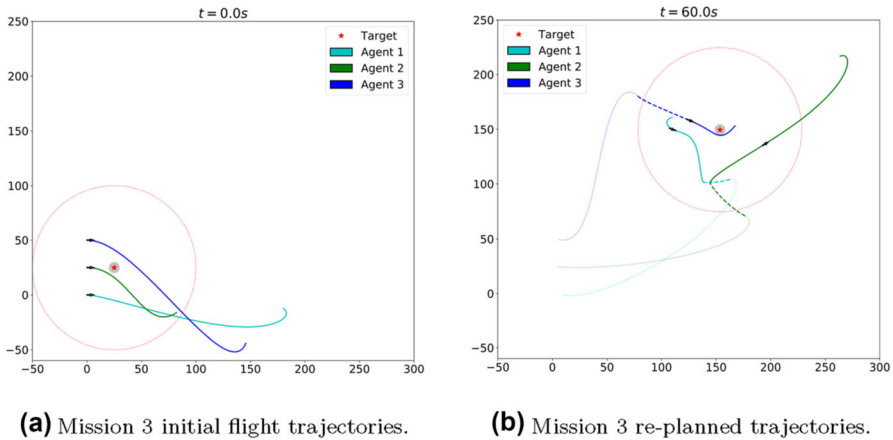 t = 0.0s
250
200
150
100
50
0
−50
−50 0 50 100 150 200 250 300
Target
Agent 1
Agent 2
Agent 3
(a) Mission 3 initial flight trajectories.
t = 60.0s
250
200
150
100
50
0
−50
−50 0 50 100 150 200 250 300
Target
Agent 1
Agent 2
Agent 3
(b) Mission 3 re-planned trajectories.